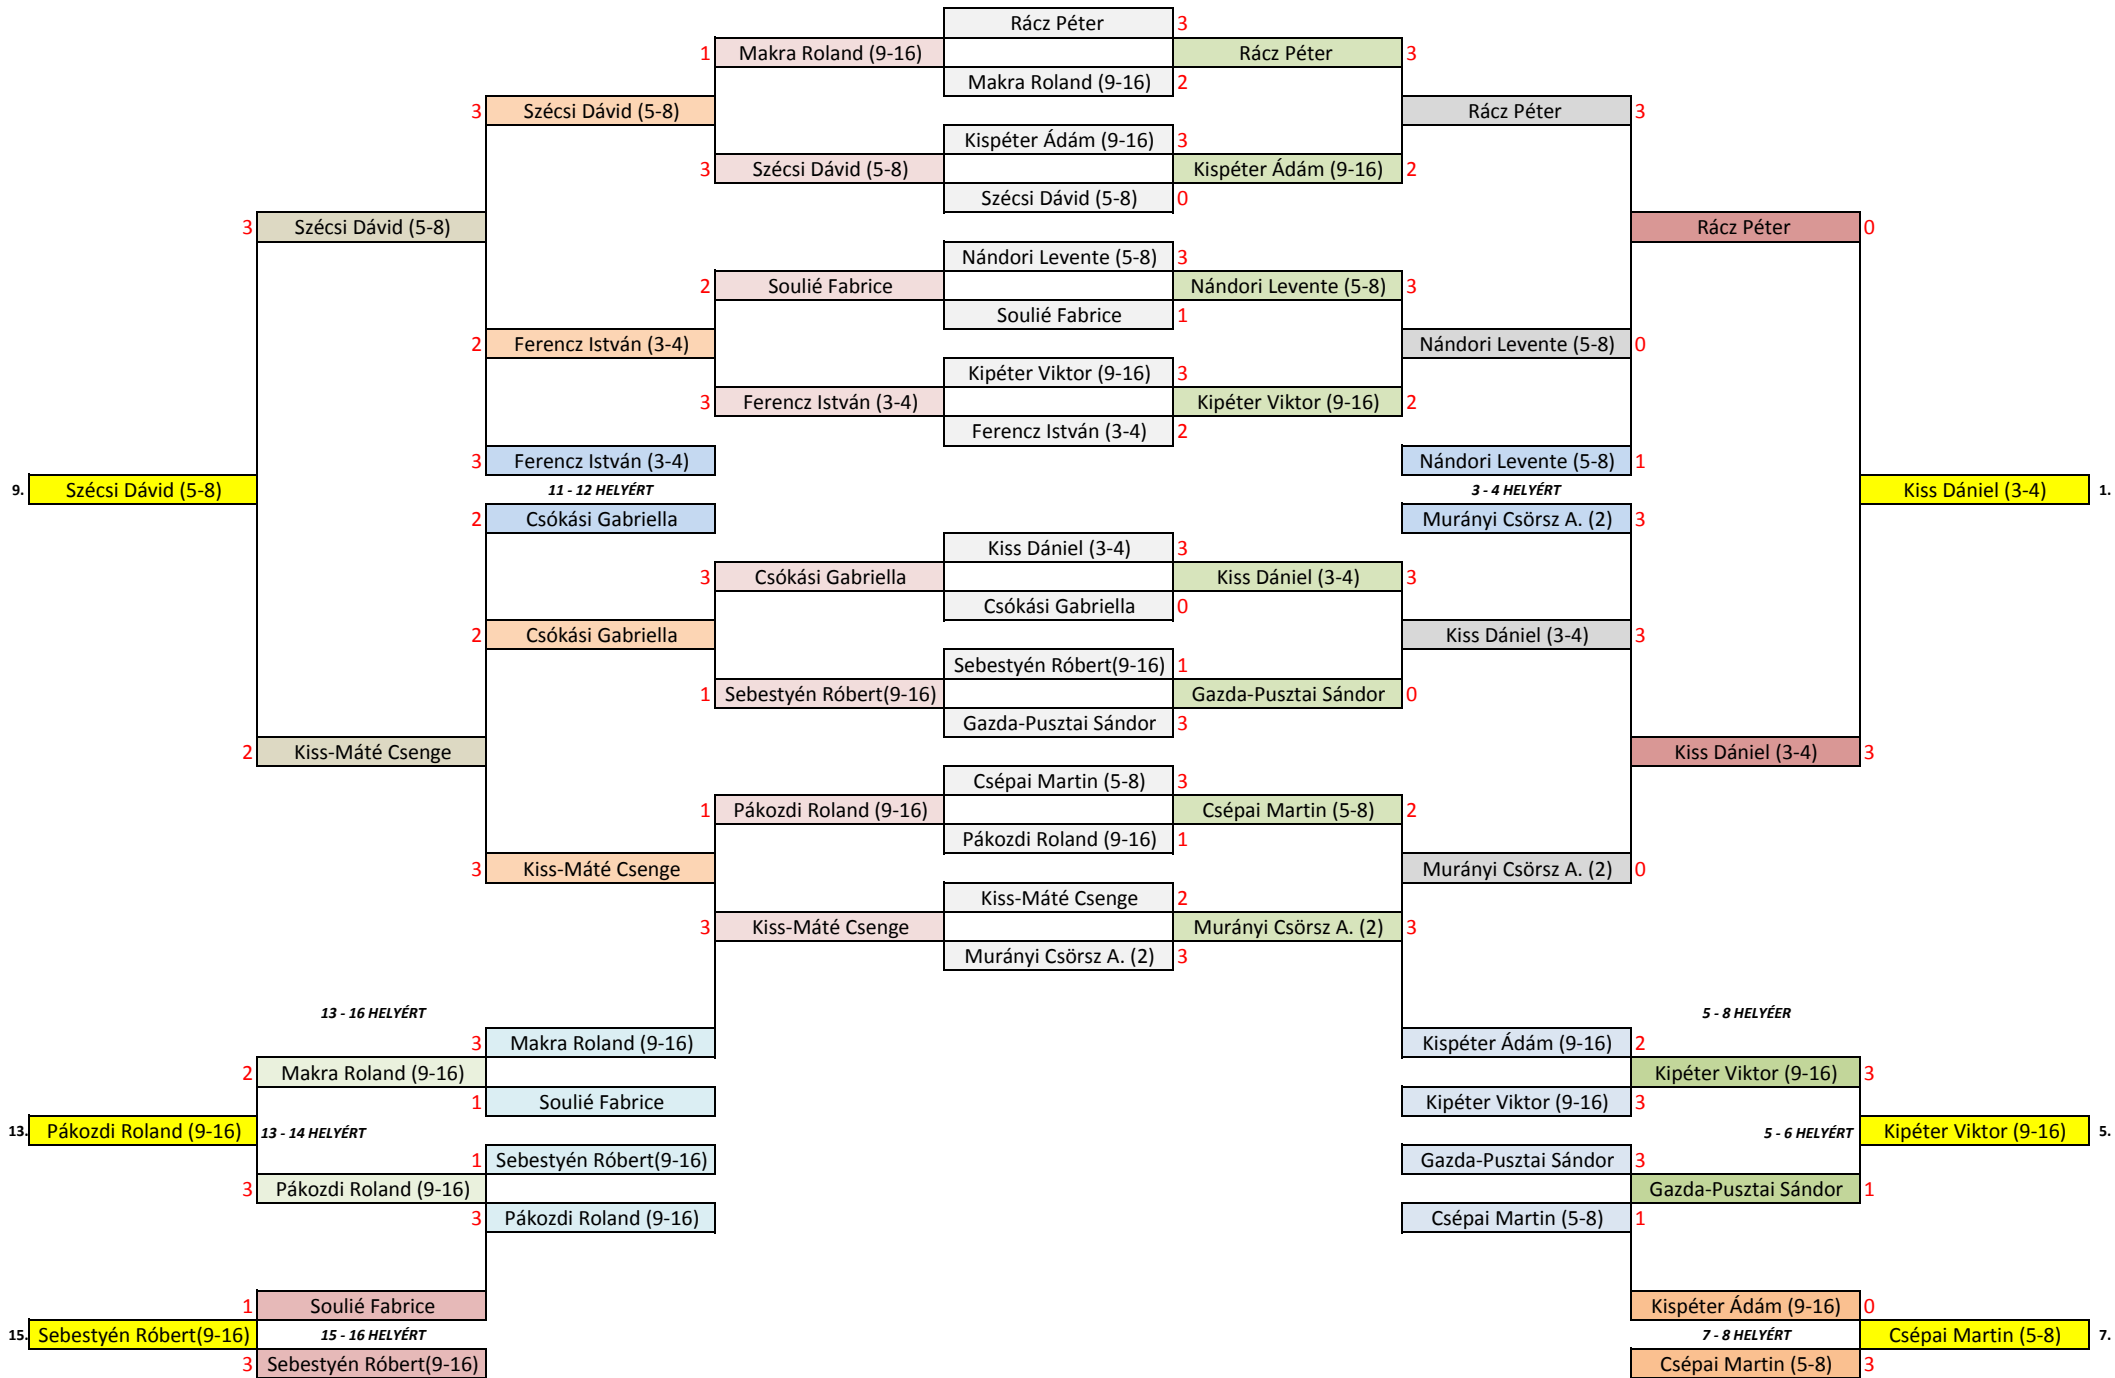 Rácz Péter 3
1 Makra Roland (9-16) Rácz Péter 3
Makra Roland (9-16) 2
3 Szécsi Dávid (5-8) Rácz Péter 3
Kispéter Ádám (9-16) 3
3 Szécsi Dávid (5-8) Kispéter Ádám (9-16) 2
Szécsi Dávid (5-8) 0
3 Szécsi Dávid (5-8) Rácz Péter 0
Nándori Levente (5-8) 3
2 Soulié Fabrice Nándori Levente (5-8) 3
Soulié Fabrice 1
2 Ferencz István (3-4) Nándori Levente (5-8) 0
Kipéter Viktor (9-16) 3
3 Ferencz István (3-4) Kipéter Viktor (9-16) 2
Ferencz István (3-4) 2
3 Ferencz István (3-4) Nándori Levente (5-8) 1
9. Szécsi Dávid (5-8) 11 - 12 HELYÉRT 3 - 4 HELYÉRT Kiss Dániel (3-4) 1.
2 Csókási Gabriella Murányi Csörsz A. (2) 3
Kiss Dániel (3-4) 3
3 Csókási Gabriella Kiss Dániel (3-4) 3
Csókási Gabriella 0
2 Csókási Gabriella Kiss Dániel (3-4) 3
Sebestyén Róbert(9-16) 1
1 Sebestyén Róbert(9-16) Gazda-Pusztai Sándor 0
Gazda-Pusztai Sándor 3
2 Kiss-Máté Csenge Kiss Dániel (3-4) 3
Csépai Martin (5-8) 3
1 Pákozdi Roland (9-16) Csépai Martin (5-8) 2
Pákozdi Roland (9-16) 1
3 Kiss-Máté Csenge Murányi Csörsz A. (2) 0
Kiss-Máté Csenge 2
3 Kiss-Máté Csenge Murányi Csörsz A. (2) 3
Murányi Csörsz A. (2) 3
13 - 16 HELYÉRT 5 - 8 HELYÉER
3 Makra Roland (9-16) Kispéter Ádám (9-16) 2
2 Makra Roland (9-16) Kipéter Viktor (9-16) 3
1 Soulié Fabrice Kipéter Viktor (9-16) 3
13. Pákozdi Roland (9-16) 13 - 14 HELYÉRT 5 - 6 HELYÉRT Kipéter Viktor (9-16) 5.
1 Sebestyén Róbert(9-16) Gazda-Pusztai Sándor 3
3 Pákozdi Roland (9-16) Gazda-Pusztai Sándor 1
3 Pákozdi Roland (9-16) Csépai Martin (5-8) 1
1 Soulié Fabrice Kispéter Ádám (9-16) 0
15. Sebestyén Róbert(9-16) 15 - 16 HELYÉRT 7 - 8 HELYÉRT Csépai Martin (5-8) 7.
3 Sebestyén Róbert(9-16) Csépai Martin (5-8) 3